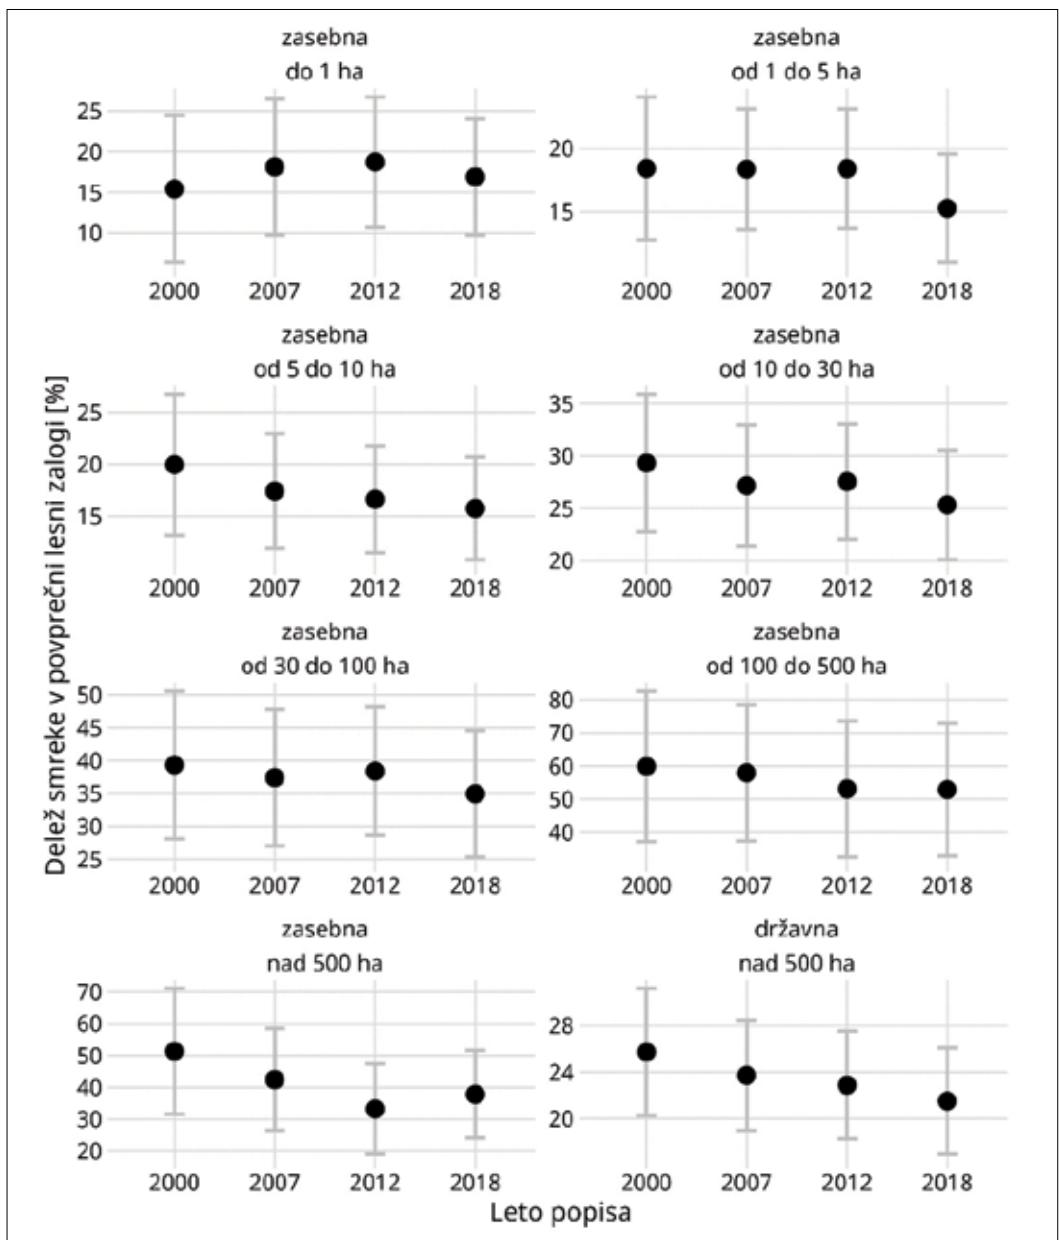 zasebna
do 1 ha
25
20
15
10
2000 2007 2012 2018
zasebna
od 1 do 5 ha
20
15
2000 2007 2012 2018
zasebna
od 5 do 10 ha
25
20
15
2000 2007 2012 2018
zasebna
od 10 do 30 ha
35
30
25
20
2000 2007 2012 2018
zasebna
od 30 do 100 ha
50
45
40
35
30
25
2000 2007 2012 2018
zasebna
od 100 do 500 ha
80
70
60
50
40
2000 2007 2012 2018
zasebna
nad 500 ha
70
60
50
40
30
20
2000 2007 2012 2018
državna
nad 500 ha
28
24
20
2000 2007 2012 2018
Delež smreke v povprečni lesni zalogi [%]
Leto popisa